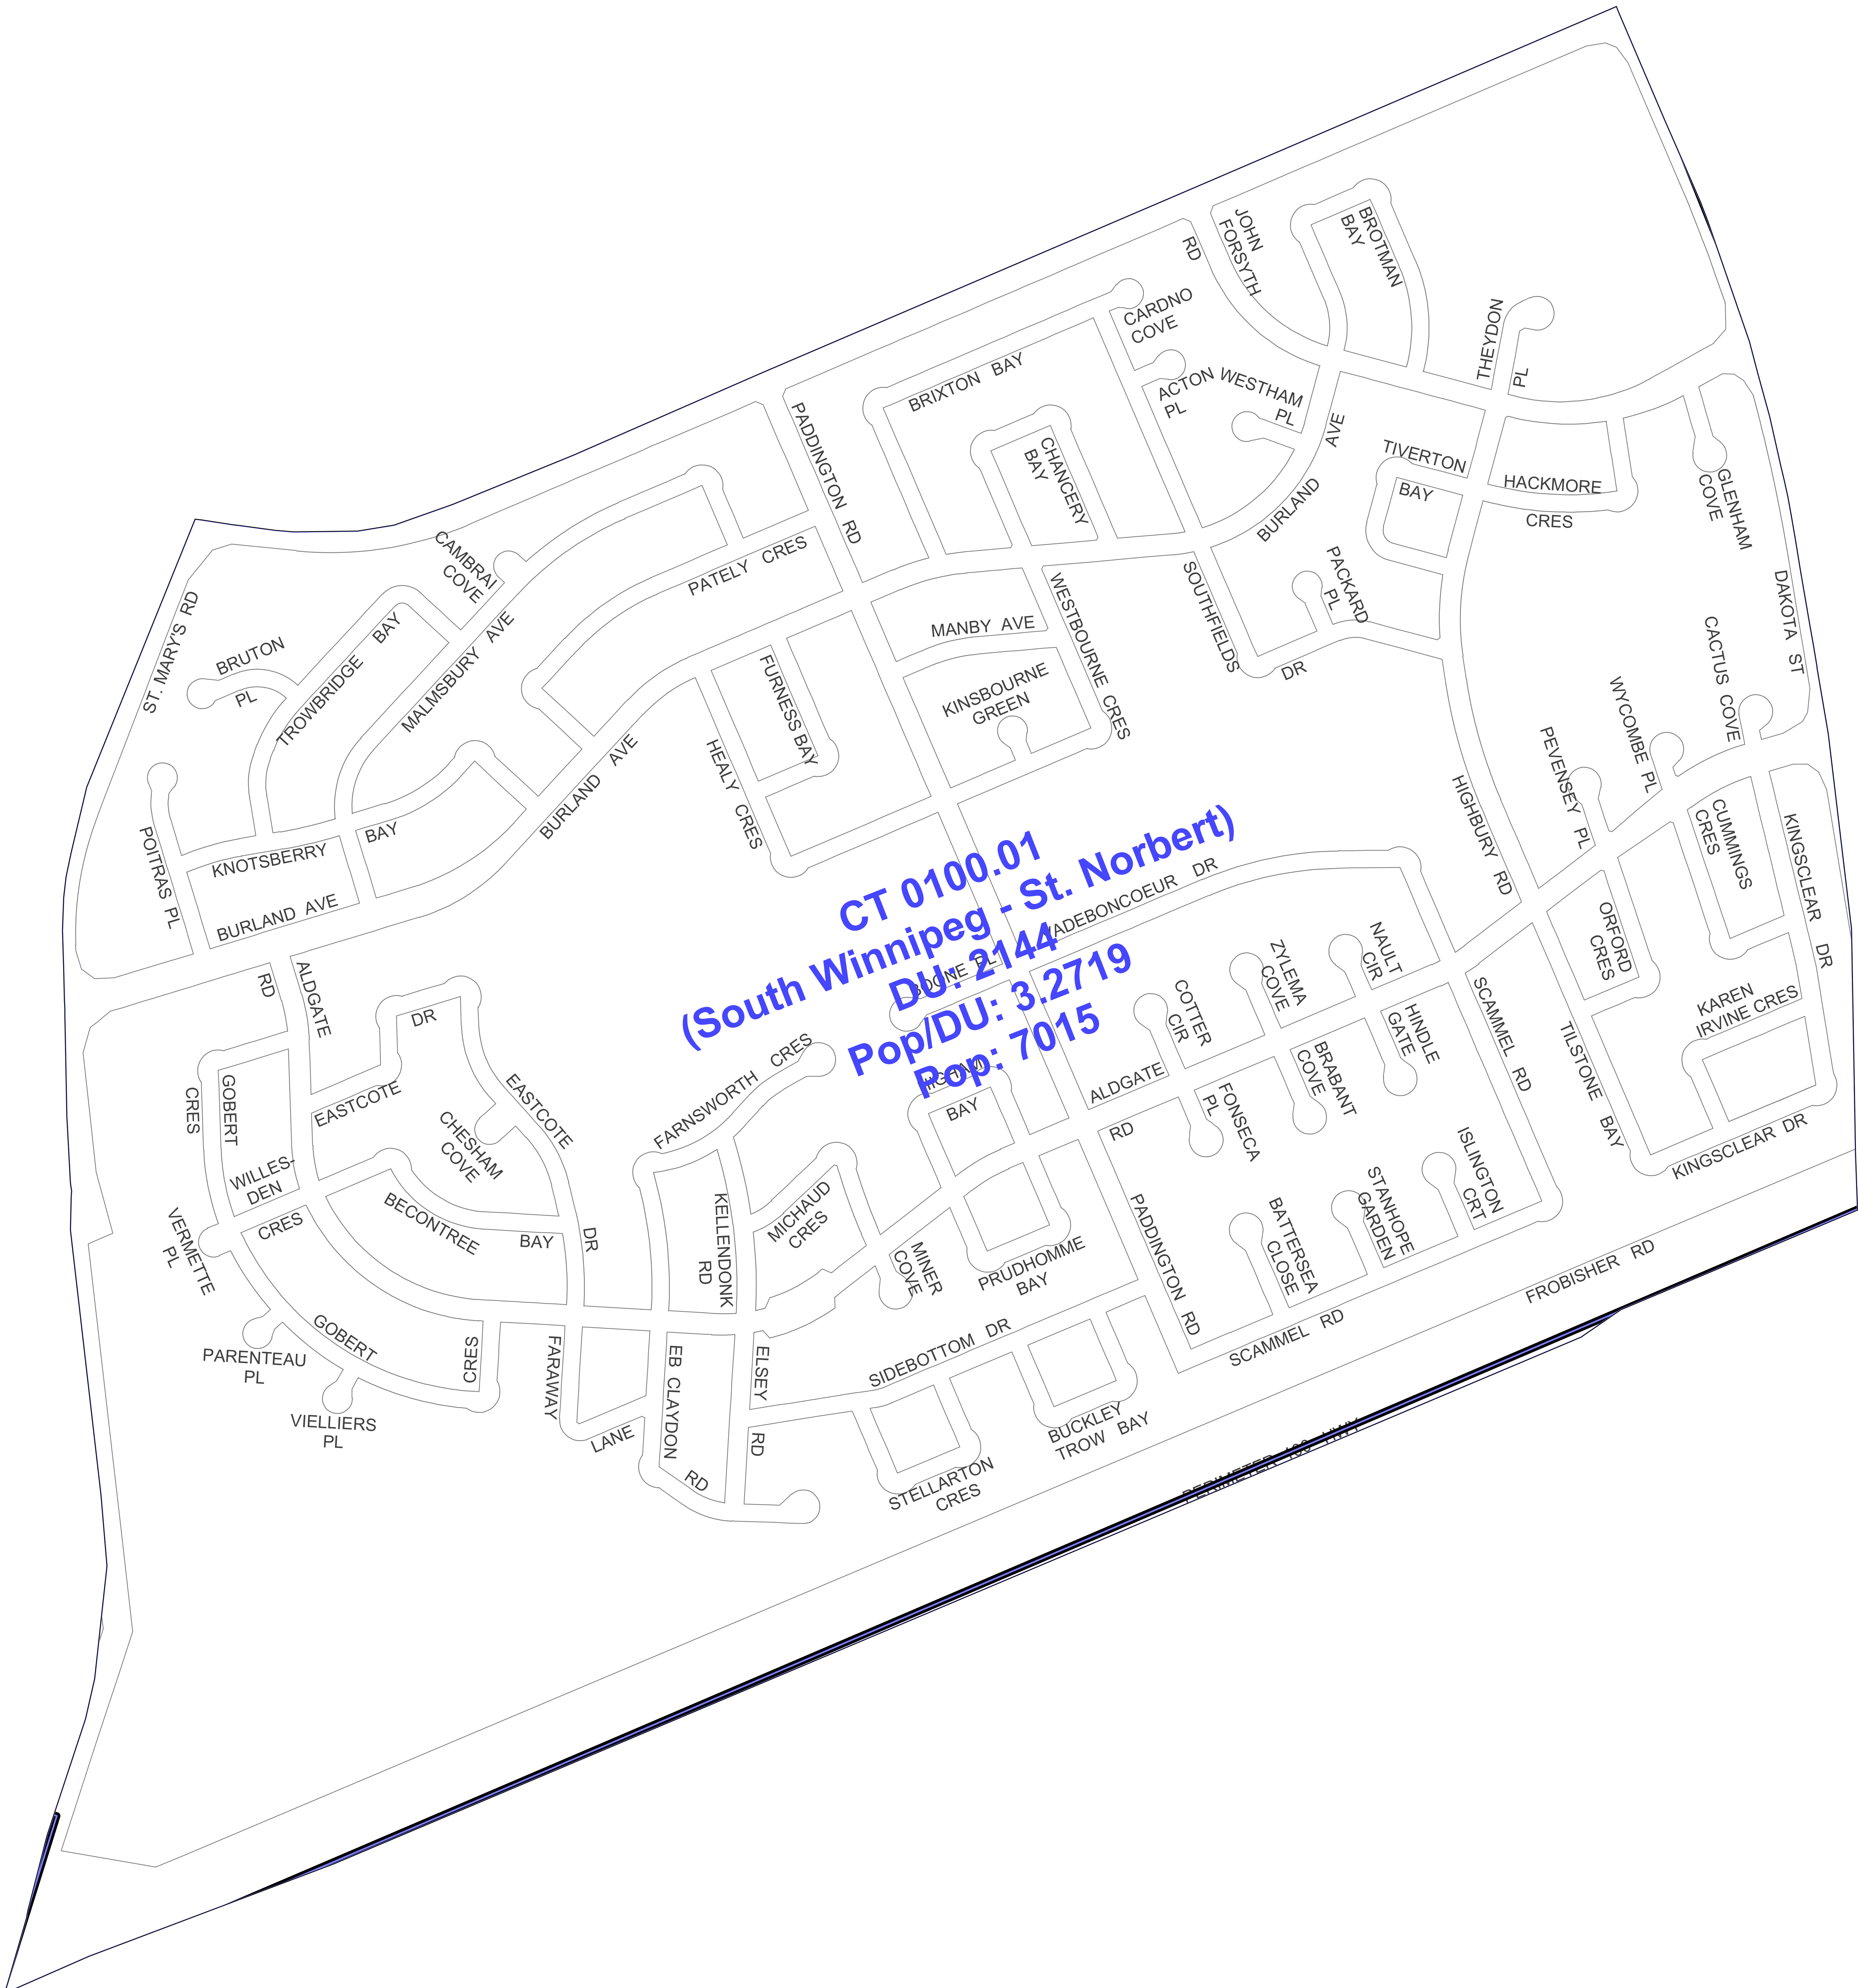 JOHN
FORSYTH
RD
BROTMAN
BAY
CARDNO
COVE
THEYDON
PL
BRIXTON BAY
ACTON
PL
WESTHAM
PL
PADDINGTON RD
CHANCERY
BAY
BURLAND AVE
TIVERTON
BAY
HACKMORE
CRES
GLENHAM
COVE
CAMBRAI
COVE
PATELY CRES
ST. MARY'S RD
BRUTON
PL
TROWBRIDGE BAY
MALMSBURY AVE
MANBY AVE
WESTBOURNE CRES
SOUTHFIELDS
DR
PACKARD
PL
DAKOTA ST
CACTUS COVE
FURNESS BAY
KINSBOURNE
GREEN
WYCOMBE PL
PEVENSEY PL
HEALY CRES
BURLAND AVE
HIGHBURY RD
CUMMINGS
CRES
KINGSCLEAR DR
POITRAS PL
KNOTSBERRY
BAY
BURLAND AVE
CT 0100.01
(South Winnipeg - St. Norbert)
DU: 2144
Pop/DU: 3.2719
Pop: 7015
VADEBONCOEUR DR
BOONE PL
ORFORD
CRES
NAULT
CIR
ZYLEMA
COVE
COTTER
CIR
ALDGATE
RD
DR
EASTCOTE
EASTCOTE
DR
KAREN
IRVINE CRES
SCAMMEL RD
HINDLE
GATE
BRABANT
COVE
TILSTONE BAY
KINGSCLEAR DR
FARNSWORTH CRES
BAY
ALDGATE
RD
FONSECA
PL
GOBERT
CRES
CHESHAM
COVE
WILLES-
DEN
CRES
BECONTREE
BAY
VERMETTE
PL
KELLENDONK
RD
MICHAUD
CRES
MINER
COVE
PRUDHOMME
BAY
PADDINGTON RD
BATTERSEA
CLOSE
STANHOPE
GARDEN
ISLINGTON
CRT
FROBISHER RD
SCAMMEL RD
SIDEBOTTOM DR
GOBERT
CRES
PARENTEAU
PL
VIELLIERS
PL
FARAWAY
LANE
EB CLAYDON
RD
ELSEY
RD
STELLARTON
CRES
BUCKLEY
TROW BAY
PERIMETER 100 HWY